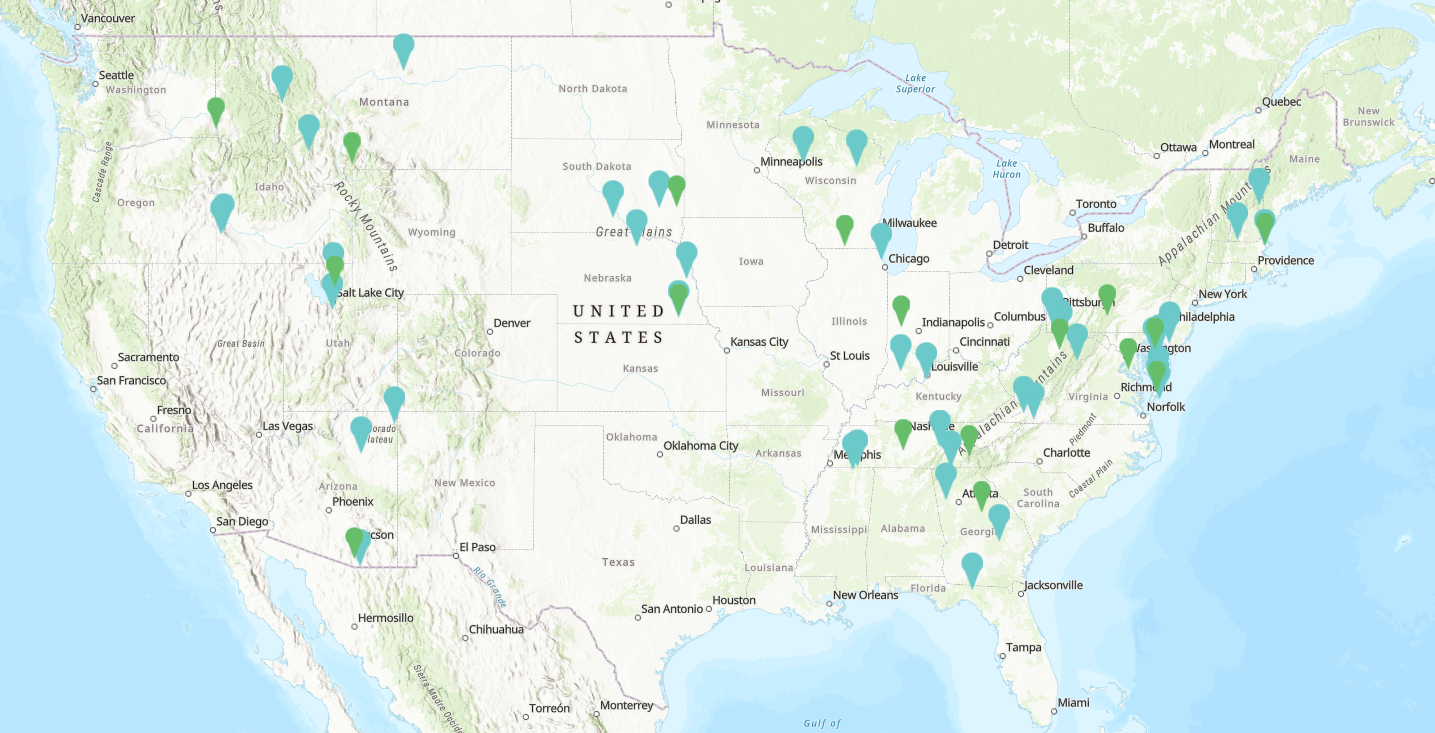 Vancouver
Seattle
Washington
Cascade Range
Oregon
Idaho
Montana
Rocky Mountains
Wyoming
North Dakota
South Dakota
Great Plains
Nebraska
Minnesota
Minneapolis
Wisconsin
Lake
Superior
Lake
Huron
Ottawa
Montreal
Quebec
New
Brunswick
Maine
Toronto
Buffalo
Appalachian Mount
Providence
Milwaukee
Chicago
Detroit
Cleveland
New York
Iowa
Salt Lake City
Great Basin
Utah
Denver
Colorado
UNITED
STATES
Kansas
Kansas City
Illinois
Indianapolis
Columbus
Pittsburgh
Philadelphia
Cincinnati
Washington
St Louis
Louisville
Kentucky
Missouri
Richmond
Virginia
Norfolk
Sacramento
San Francisco
Fresno
California
Las Vegas
Los Angeles
San Diego
Arizona
Phoenix
New Mexico
Tucson
El Paso
Rio Grande
Oklahoma
Oklahoma City
Arkansas
Memphis
Nashville
Appalachian Mountains
Piedmont
Charlotte
Coastal Plain
South
Carolina
Atlanta
Georgia
Alabama
Mississippi
Dallas
Texas
Louisiana
Florida
Jacksonville
New Orleans
Houston
San Antonio
Hermosillo
Chihuahua
Sierra Madre Occide
Torreón
Monterrey
Tampa
Miami
Gulf of